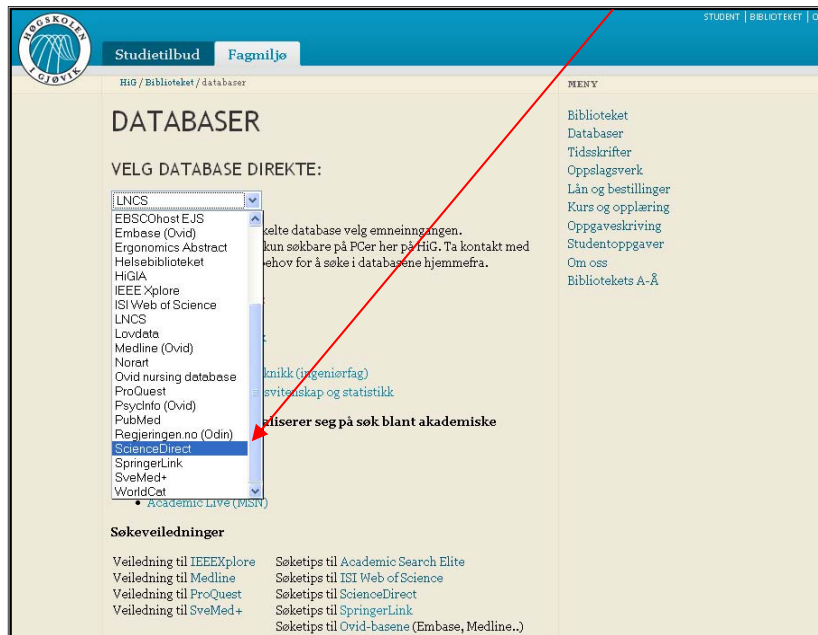 HØGSKOLEN
I GJØVIK
STUDENT | BIBLIOTEKET |
Studietilbud Fagmiljø
HiG / Biblioteket / databaser
DATABASER
VELG DATABASE DIREKTE:
LNCS
EBSCOhost EJS
Embase (Ovid)
Ergonomics Abstract
Helsebiblioteket
HiGIA
IEEE Xplore
ISI Web of Science
LNCS
Lovdata
Medline (Ovid)
Norart
Ovid nursing database
ProQuest
PsycInfo (Ovid)
PubMed
Regjeringen.no (Odin)
ScienceDirect
SpringerLink
SveMed+
WorldCat
kelte database velg emneinngangen.
kun søkbare på PCer her på HiG. Ta kontakt med
ehov for å søke i databasene hjemmefra.
knikk (ingeniørfag)
svitenskap og statistikk
aliserer seg på søk blant akademiske
• Academic Live (MSN)
Søkeveiledninger
Veiledning til IEEEXplore
Veiledning til Medline
Veiledning til ProQuest
Veiledning til SveMed+
Søketips til Academic Search Elite
Søketips til ISI Web of Science
Søketips til ScienceDirect
Søketips til SpringerLink
Søketips til Ovid-basene (Embase, Medline..)
MENY
Biblioteket
Databaser
Tidsskrifter
Oppslagsverk
Lån og bestillinger
Kurs og opplæring
Oppgaveskriving
Studentoppgaver
Om oss
Bibliotekets A-Å